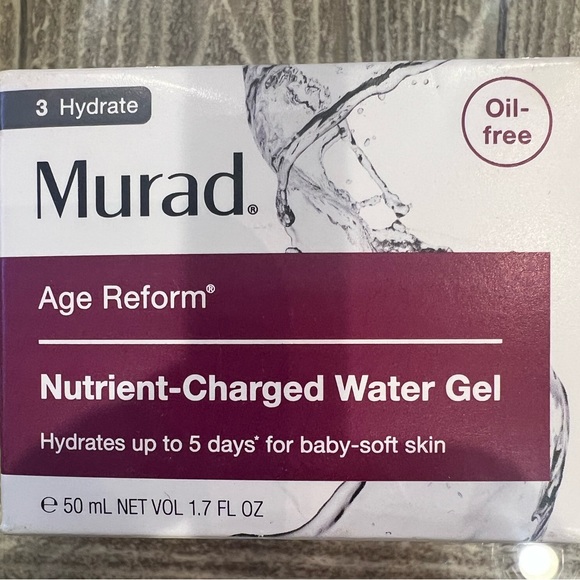 3 Hydrate
Oil-
free
Murad®
Age Reform®
Nutrient-Charged Water Gel
Hydrates up to 5 days* for baby-soft skin
℮ 50 mL NET VOL 1.7 FL OZ